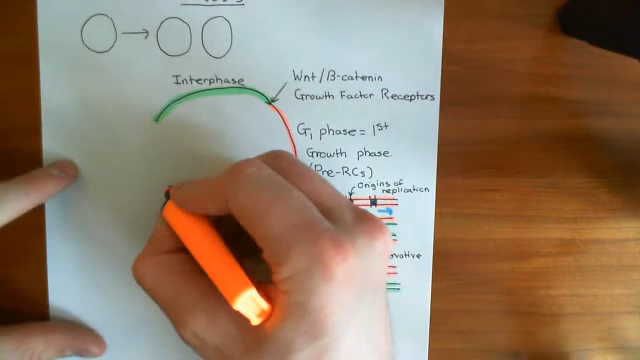 Interphase
Wnt/β-catenin
Growth Factor Receptors
G₁ phase = 1st
Growth phase.
(Pre-RCs)
Origins of
replication